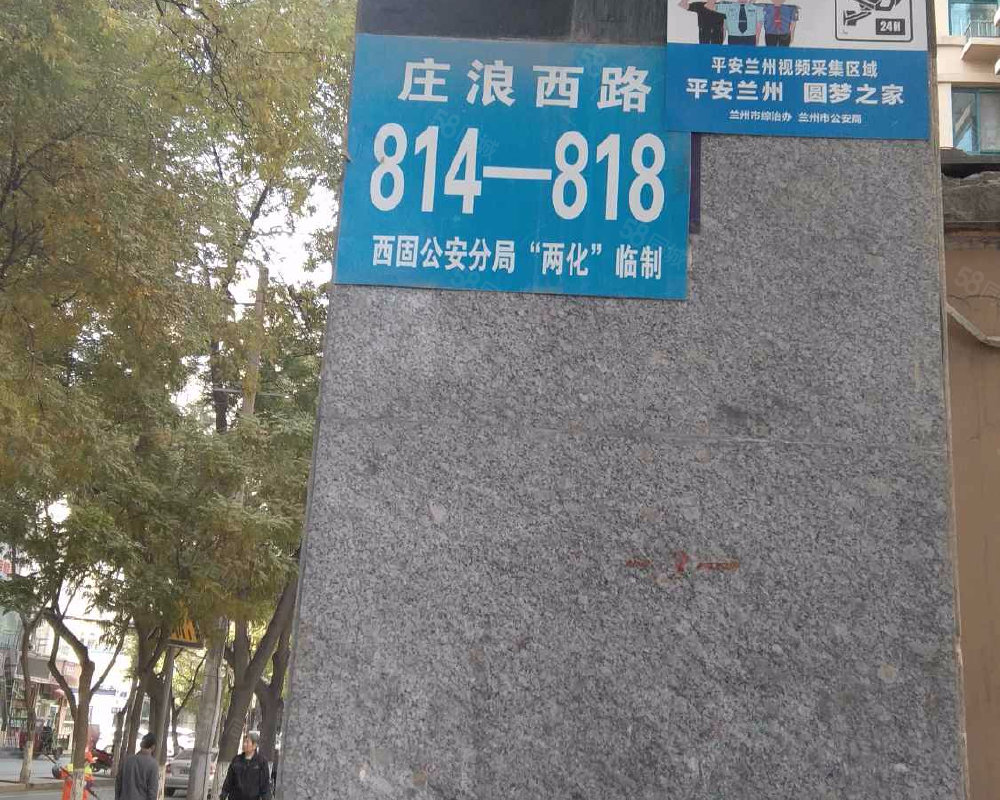 庄浪西路
814—818
西固公安分局“两化”临制
24H
平安兰州视频采集区域
平安兰州 圆梦之家
兰州市综治办 兰州市公安局